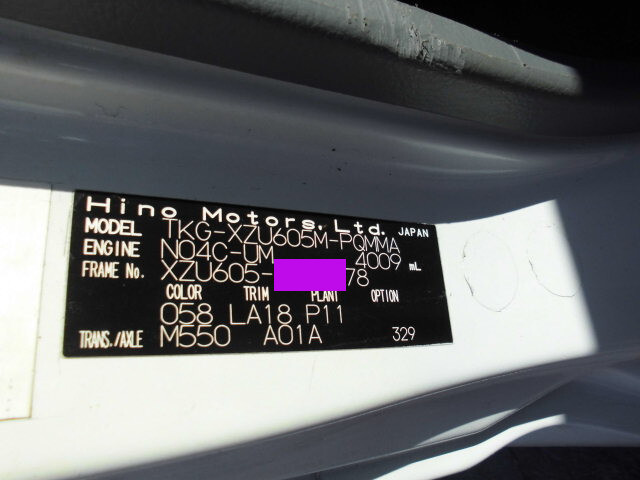 Hino Motors, Ltd. JAPAN
MODEL TKG-XZU605M-PQMMA
ENGINE N04C-UM 4009 mL
FRAME No. XZU605- 78
COLOR TRIM PLANT OPTION
058 LA18 P11
TRANS./AXLE M550 A01A 329